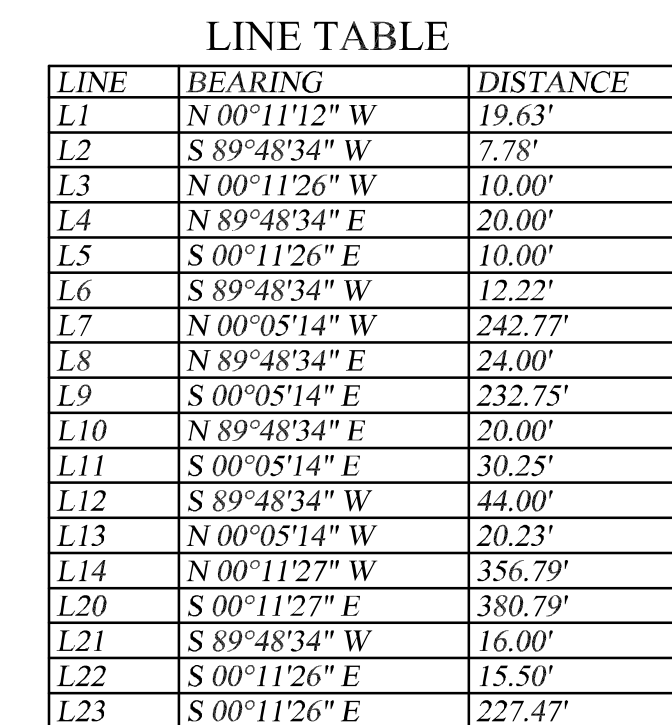 LINE TABLE
LINE BEARING DISTANCE
L1 N 00°11'12" W 19.63'
L2 S 89°48'34" W 7.78'
L3 N 00°11'26" W 10.00'
L4 N 89°48'34" E 20.00'
L5 S 00°11'26" E 10.00'
L6 S 89°48'34" W 12.22'
L7 N 00°05'14" W 242.77'
L8 N 89°48'34" E 24.00'
L9 S 00°05'14" E 232.75'
L10 N 89°48'34" E 20.00'
L11 S 00°05'14" E 30.25'
L12 S 89°48'34" W 44.00'
L13 N 00°05'14" W 20.23'
L14 N 00°11'27" W 356.79'
L20 S 00°11'27" E 380.79'
L21 S 89°48'34" W 16.00'
L22 S 00°11'26" E 15.50'
L23 S 00°11'26" E 227.47'